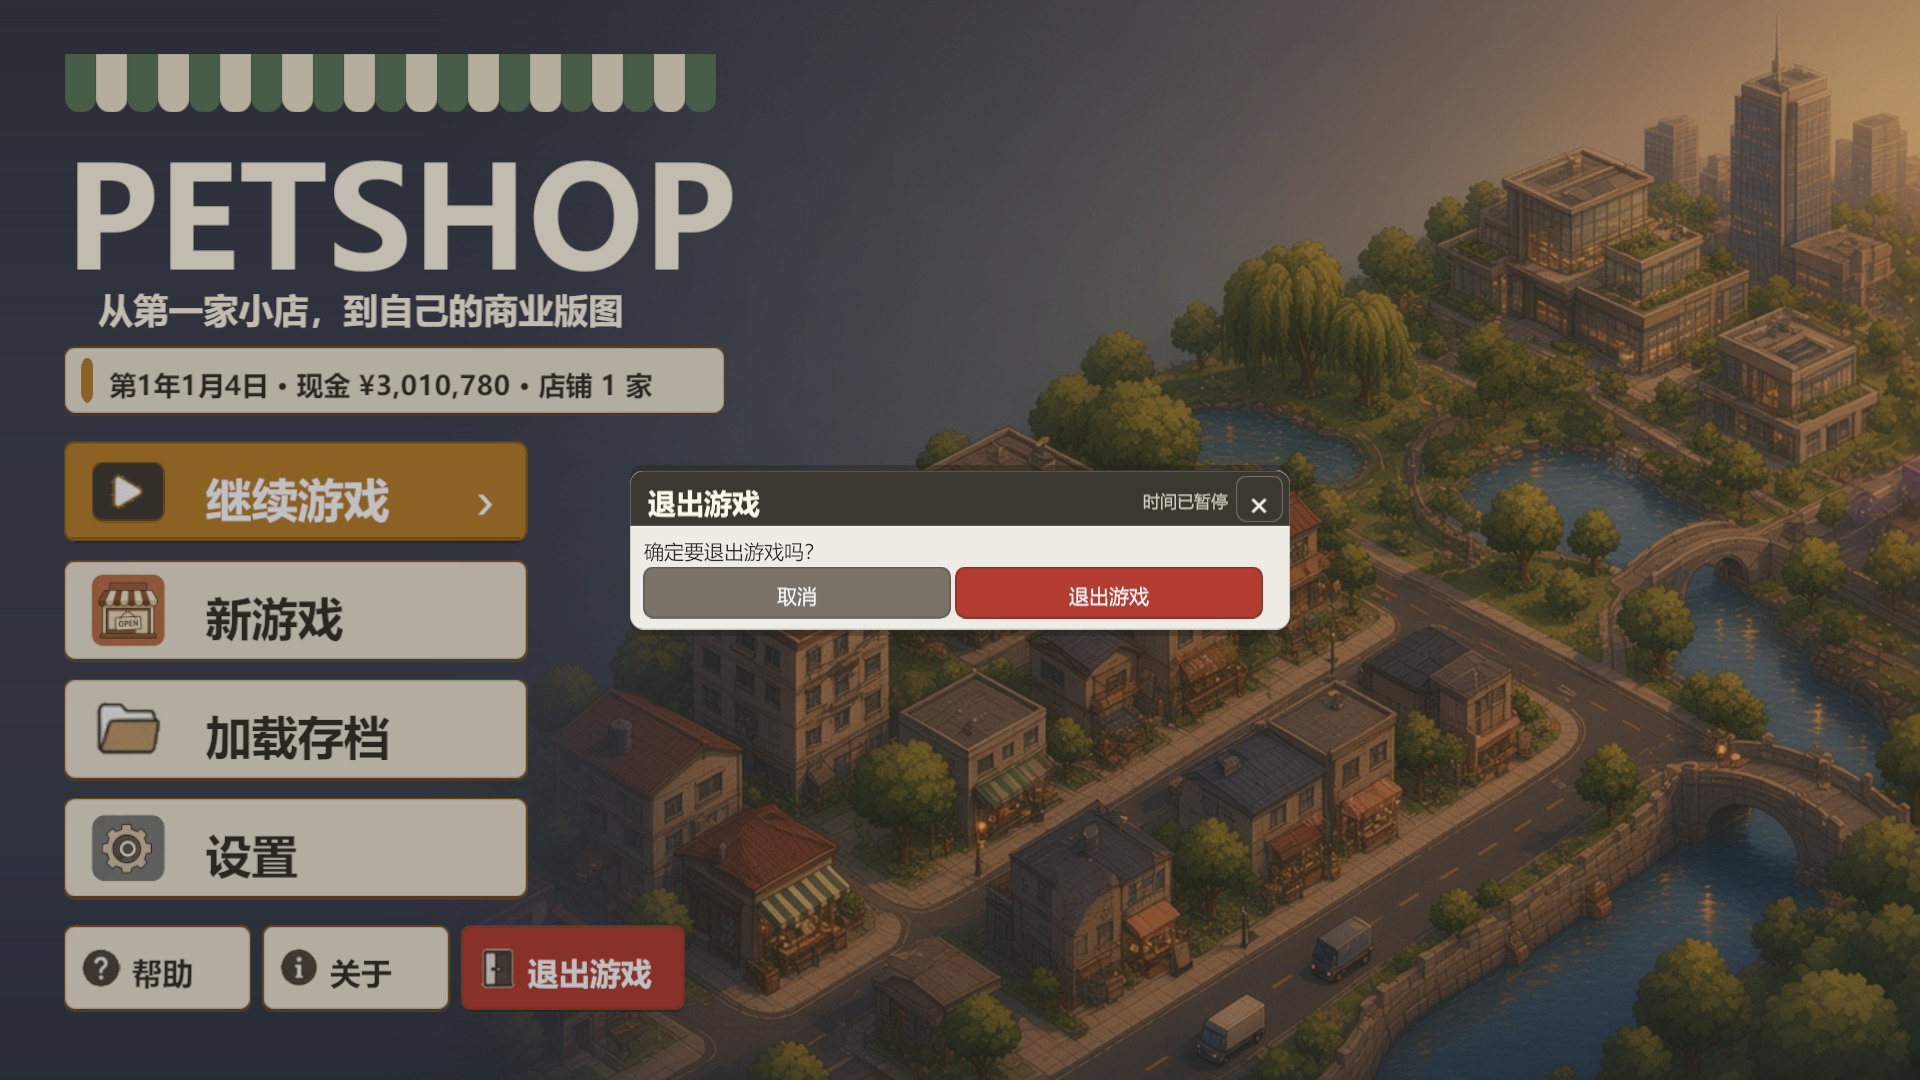 PETSHOP
从第一家小店，到自己的商业版图
第1年1月4日 • 现金 ¥3,010,780 • 店铺 1 家
继续游戏 ›
新游戏
OPEN
加载存档
设置
? 帮助
i 关于
退出游戏
退出游戏 时间已暂停 ×
确定要退出游戏吗？
取消 退出游戏